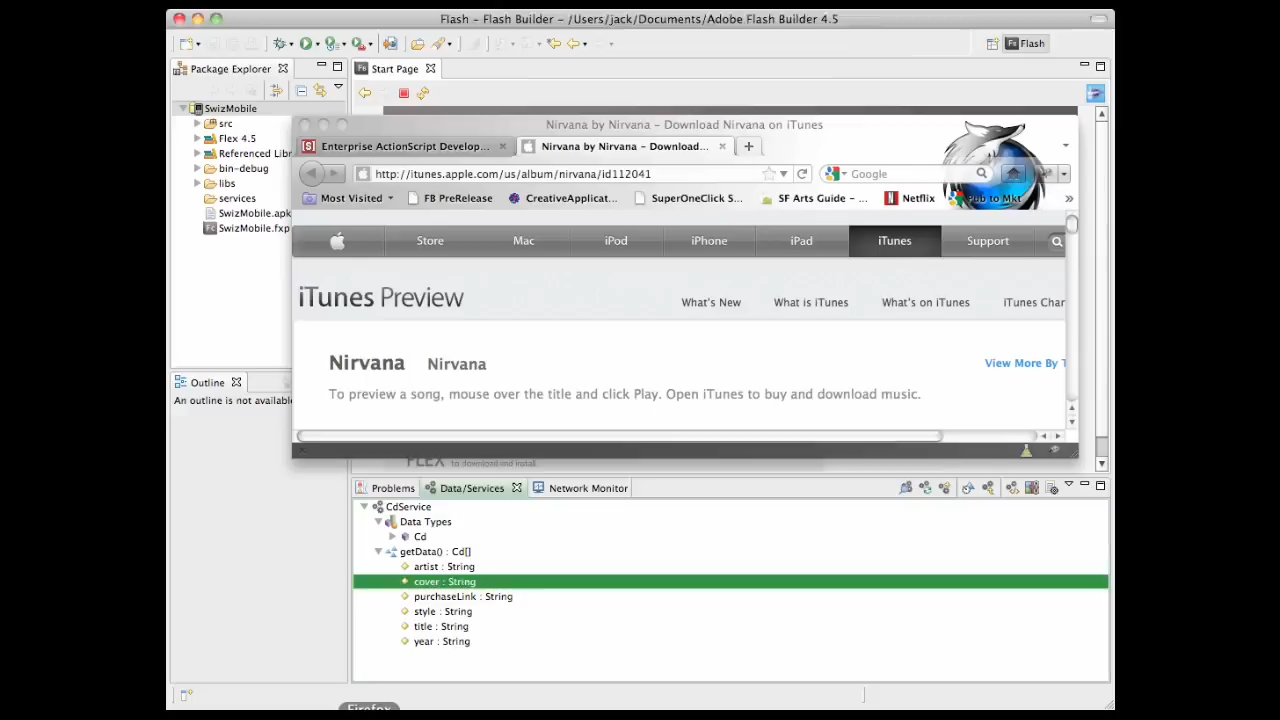 Flash – Flash Builder – /Users/jack/Documents/Adobe Flash Builder 4.5
Flash
Package Explorer
Start Page
SwizMobile
src
Flex 4.5
Referenced Libr
bin-debug
libs
services
SwizMobile.apk
SwizMobile.fxp
Nirvana by Nirvana – Download Nirvana on iTunes
Enterprise ActionScript Develop...
Nirvana by Nirvana – Download...
http://itunes.apple.com/us/album/nirvana/id112041
Google
Most Visited
FB PreRelease
CreativeApplicat...
SuperOneClick S...
SF Arts Guide – ...
Netflix
Pub to Mkt
»
Store
Mac
iPod
iPhone
iPad
iTunes
Support
iTunes Preview
What's New
What is iTunes
What's on iTunes
iTunes Char
Nirvana Nirvana
View More By T
To preview a song, mouse over the title and click Play. Open iTunes to buy and download music.
FLEX to download and install.
Outline
An outline is not available
Problems
Data/Services
Network Monitor
CdService
Data Types
Cd
getData() : Cd[]
artist : String
cover : String
purchaseLink : String
style : String
title : String
year : String
Firefox